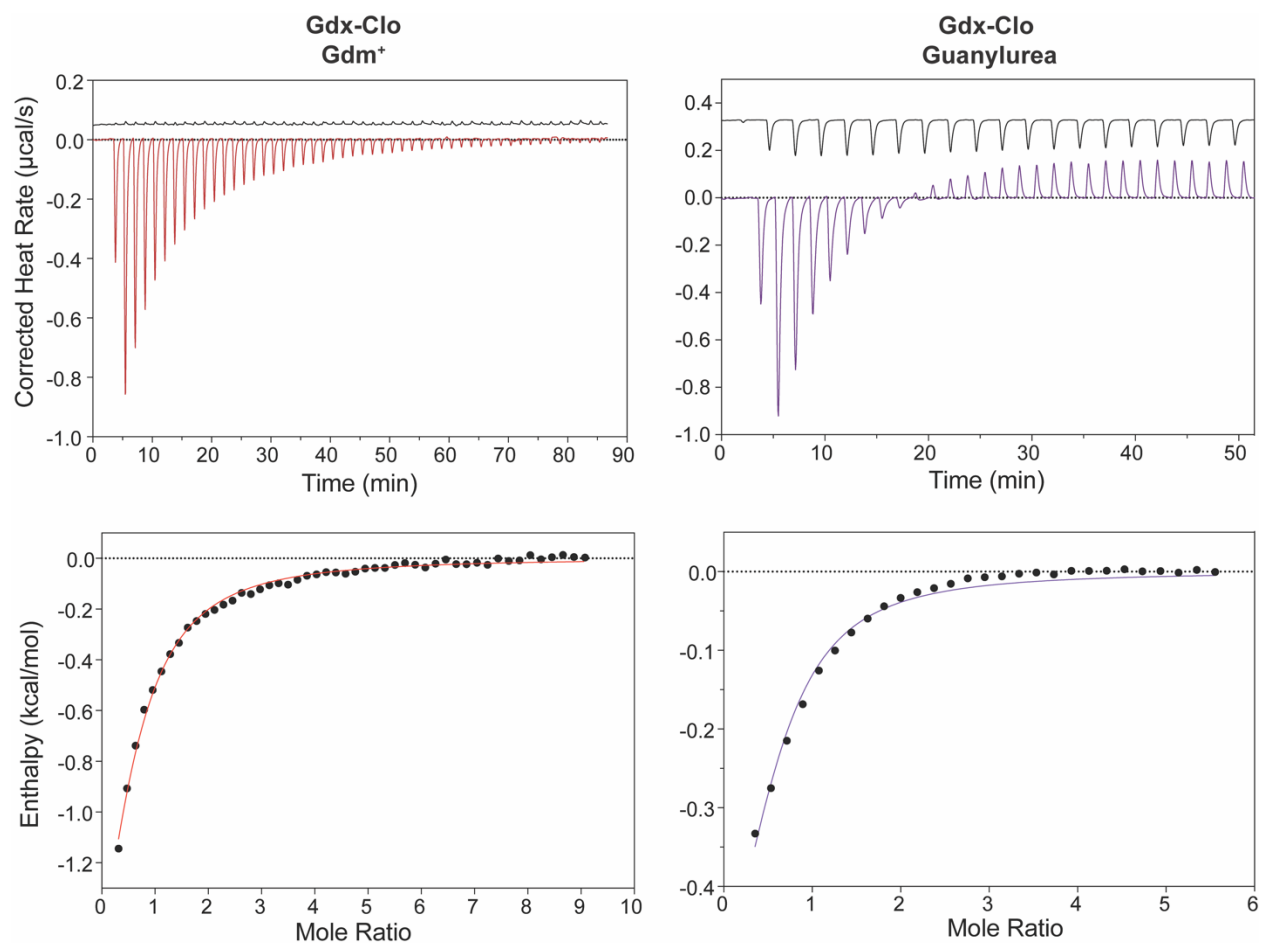 Gdx-Clo
Gdm⁺
Gdx-Clo
Guanylurea
Corrected Heat Rate (µcal/s)
0.2
0.0
-0.2
-0.4
-0.6
-0.8
-1.0
0 10 20 30 40 50 60 70 80 90
Time (min)
0.4
0.2
0.0
-0.2
-0.4
-0.6
-0.8
-1.0
0 10 20 30 40 50
Time (min)
Enthalpy (kcal/mol)
0.0
-0.2
-0.4
-0.6
-0.8
-1.0
-1.2
0 1 2 3 4 5 6 7 8 9 10
Mole Ratio
0.0
-0.1
-0.2
-0.3
-0.4
0 1 2 3 4 5 6
Mole Ratio